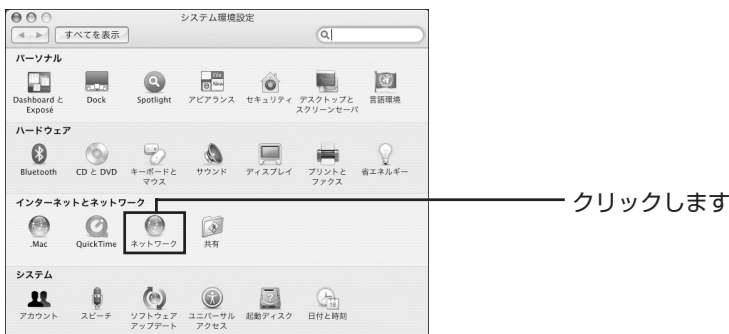 システム環境設定
すべてを表示
パーソナル
Dashboard と
Exposé
Dock
Spotlight
File
New
アピアランス
セキュリティ
デスクトップと
スクリーンセーバ
言語環境
ハードウェア
Bluetooth
CD と DVD
キーボードと
マウス
サウンド
ディスプレイ
プリントと
ファクス
省エネルギー
インターネットとネットワーク
クリックします
.Mac
QuickTime
ネットワーク
共有
システム
アカウント
スピーチ
ソフトウェア
アップデート
ユニバーサル
アクセス
起動ディスク
日付と時刻
18